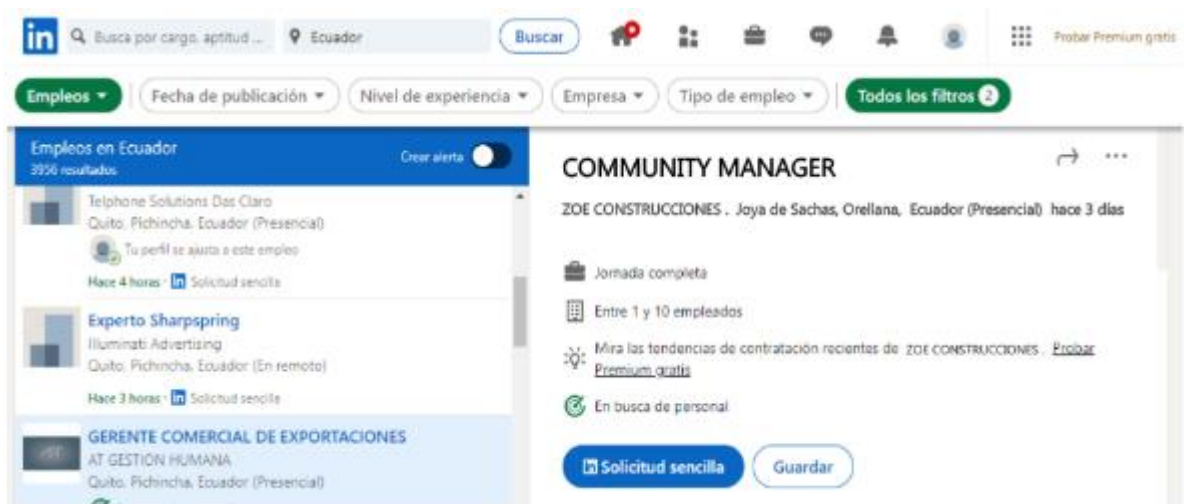 in Busca por cargo, aptitud ... Ecuador Buscar Probar Premium gratis
Empleos Fecha de publicación Nivel de experiencia Empresa Tipo de empleo Todos los filtros 2
Empleos en Ecuador
3956 resultados
Crear alerta
Telphone Solutions Das Claro
Quito, Pichincha, Ecuador (Presencial)
Tu perfil se ajusta a este empleo
Hace 4 horas · in Solicitud sencilla
Experto Sharpspring
Illuminati Advertising
Quito, Pichincha, Ecuador (En remoto)
Hace 3 horas · in Solicitud sencilla
GERENTE COMERCIAL DE EXPORTACIONES
AT GESTION HUMANA
Quito, Pichincha, Ecuador (Presencial)
COMMUNITY MANAGER
ZOE CONSTRUCCIONES . Joya de Sachas, Orellana, Ecuador (Presencial) hace 3 días
Jornada completa
Entre 1 y 10 empleados
Mira las tendencias de contratación recientes de ZOE CONSTRUCCIONES . Probar
Premium gratis
En busca de personal
in Solicitud sencilla Guardar